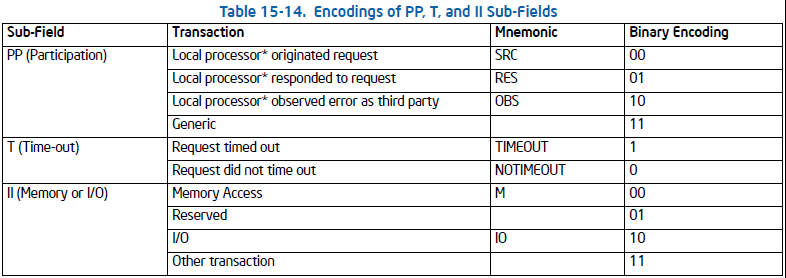 Table 15-14. Encodings of PP, T, and II Sub-Fields
Sub-Field Transaction Mnemonic Binary Encoding
PP (Participation) Local processor* originated request SRC 00
Local processor* responded to request RES 01
Local processor* observed error as third party OBS 10
Generic 11
T (Time-out) Request timed out TIMEOUT 1
Request did not time out NOTIMEOUT 0
II (Memory or I/O) Memory Access M 00
Reserved 01
I/O IO 10
Other transaction 11